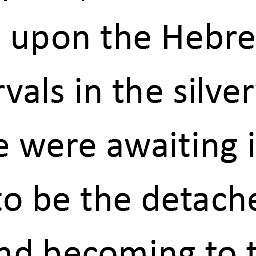 upon the Hebre
rvals in the silver
e were awaiting i
to be the detache
nd becoming to t